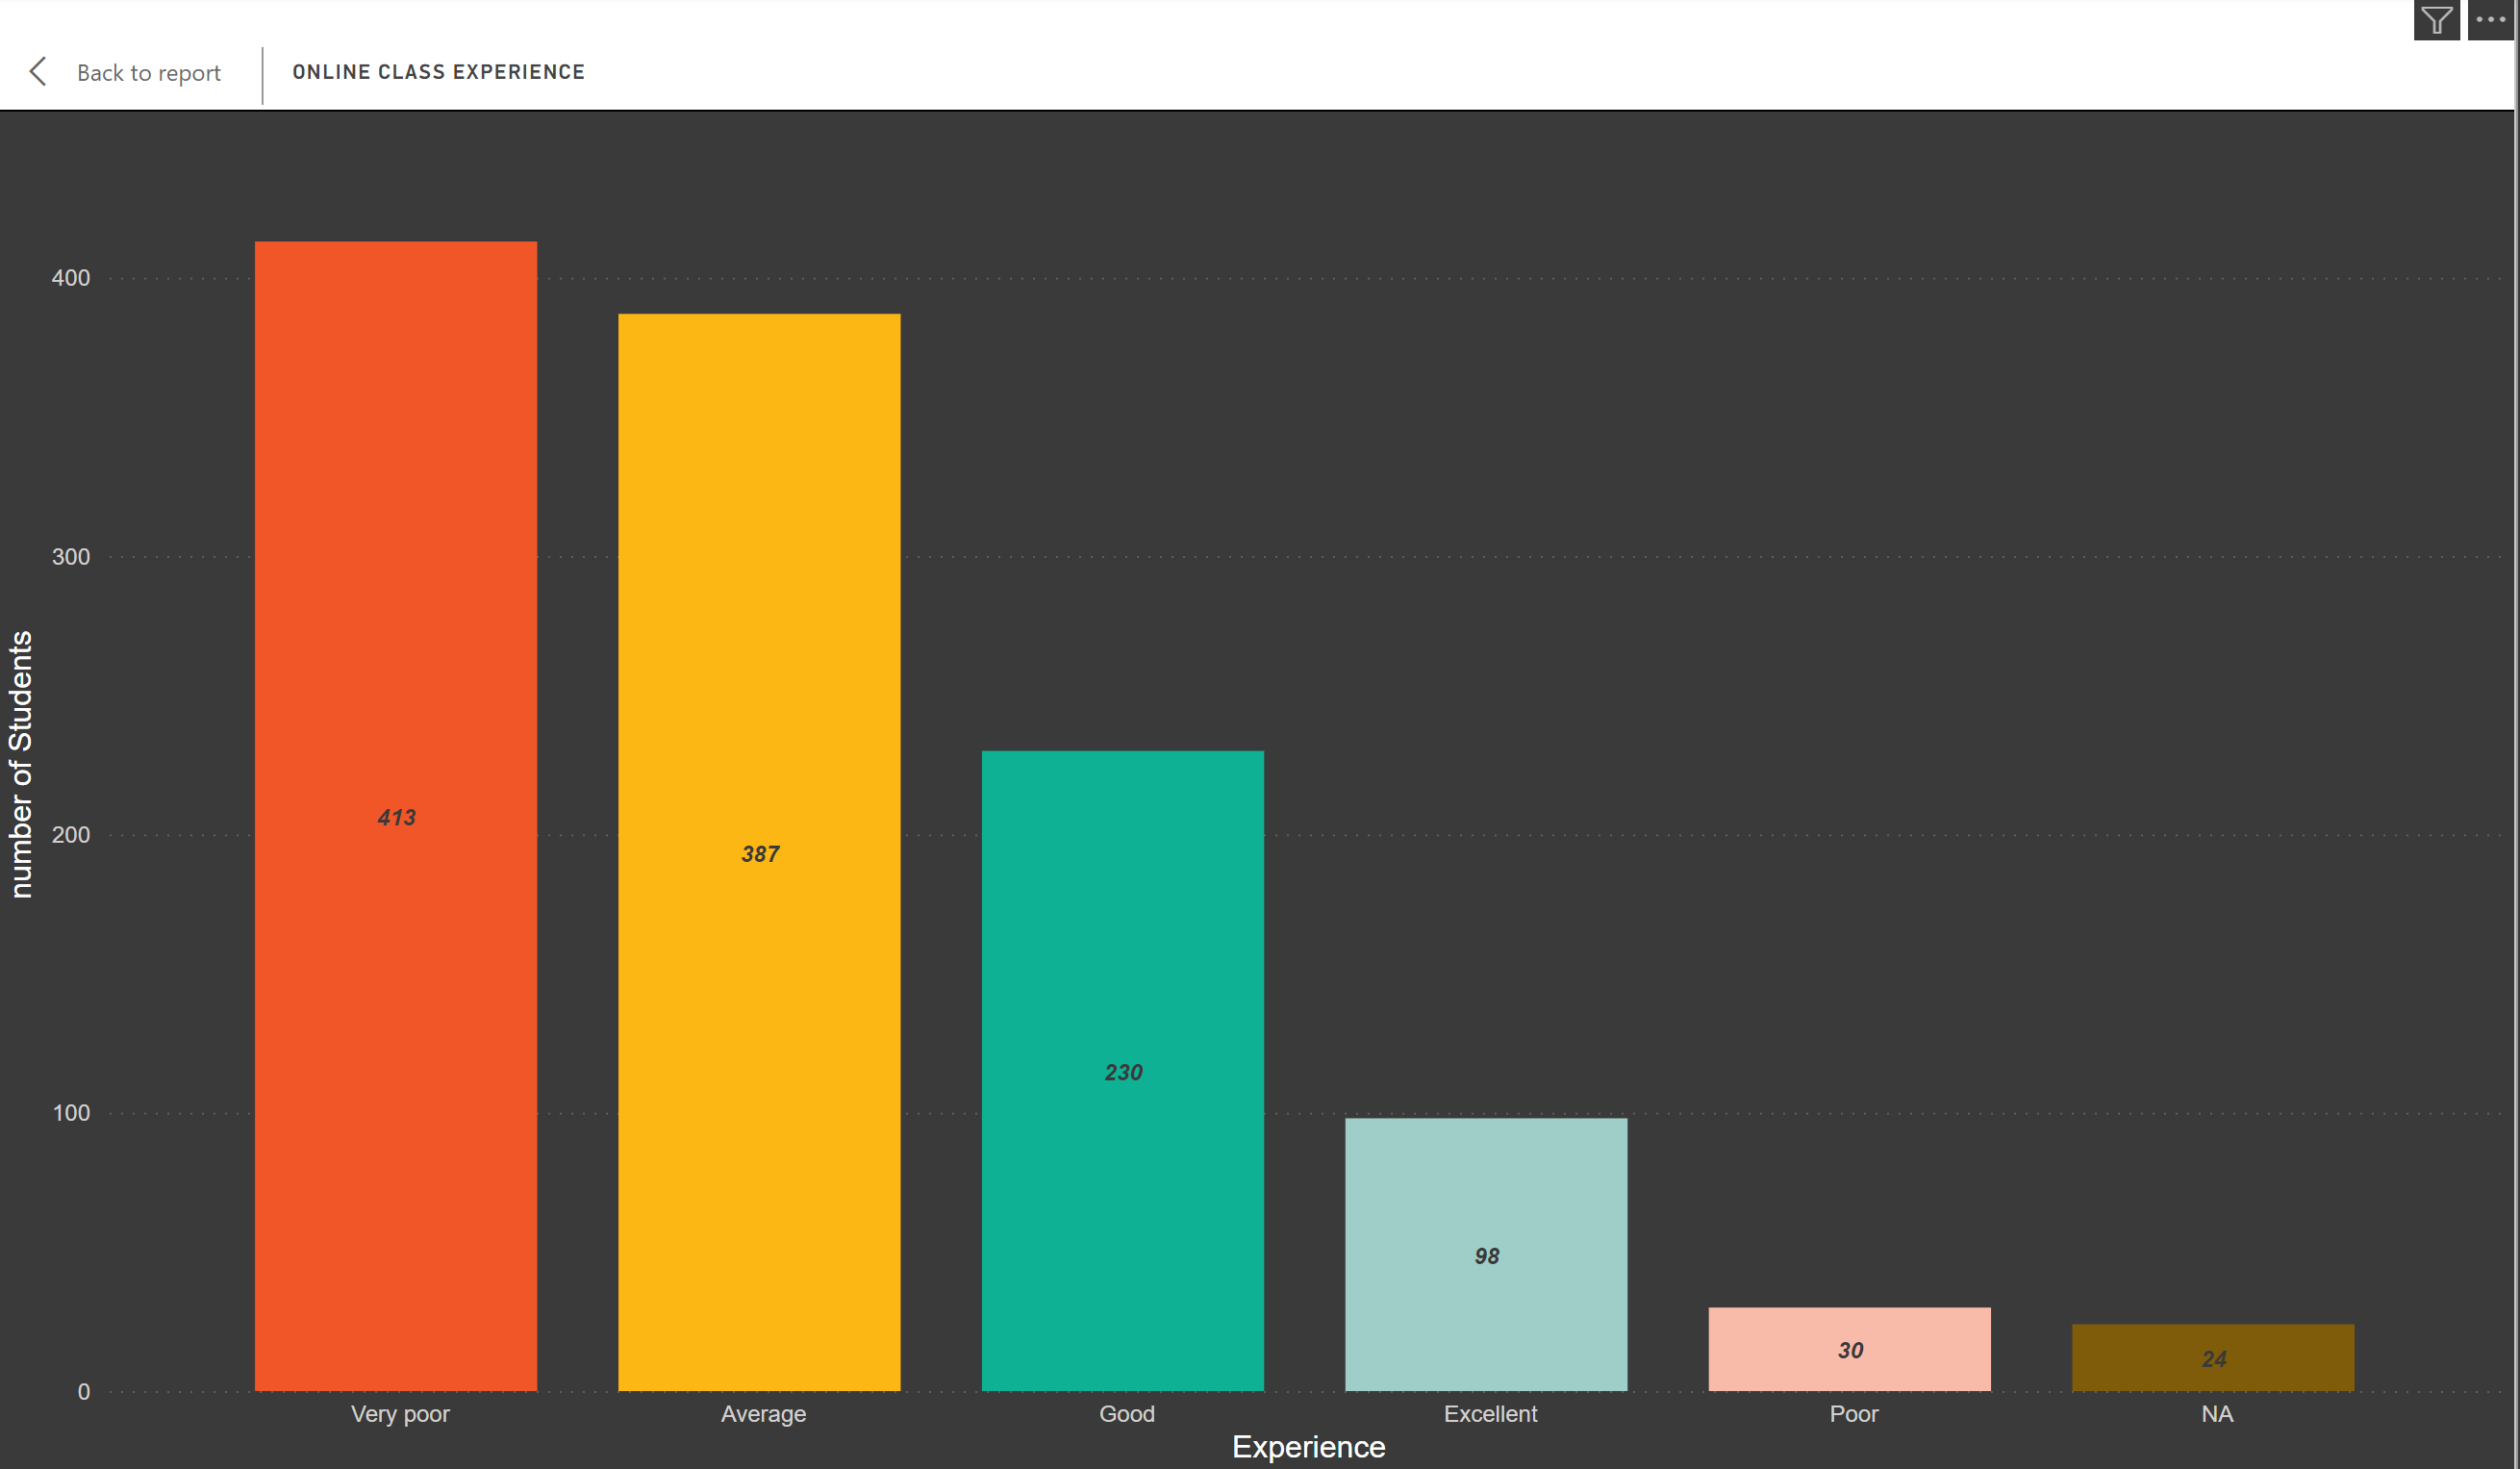 Back to report
ONLINE CLASS EXPERIENCE
number of Students
400
300
200
100
0
413
387
230
98
30
24
Very poor
Average
Good
Excellent
Poor
NA
Experience